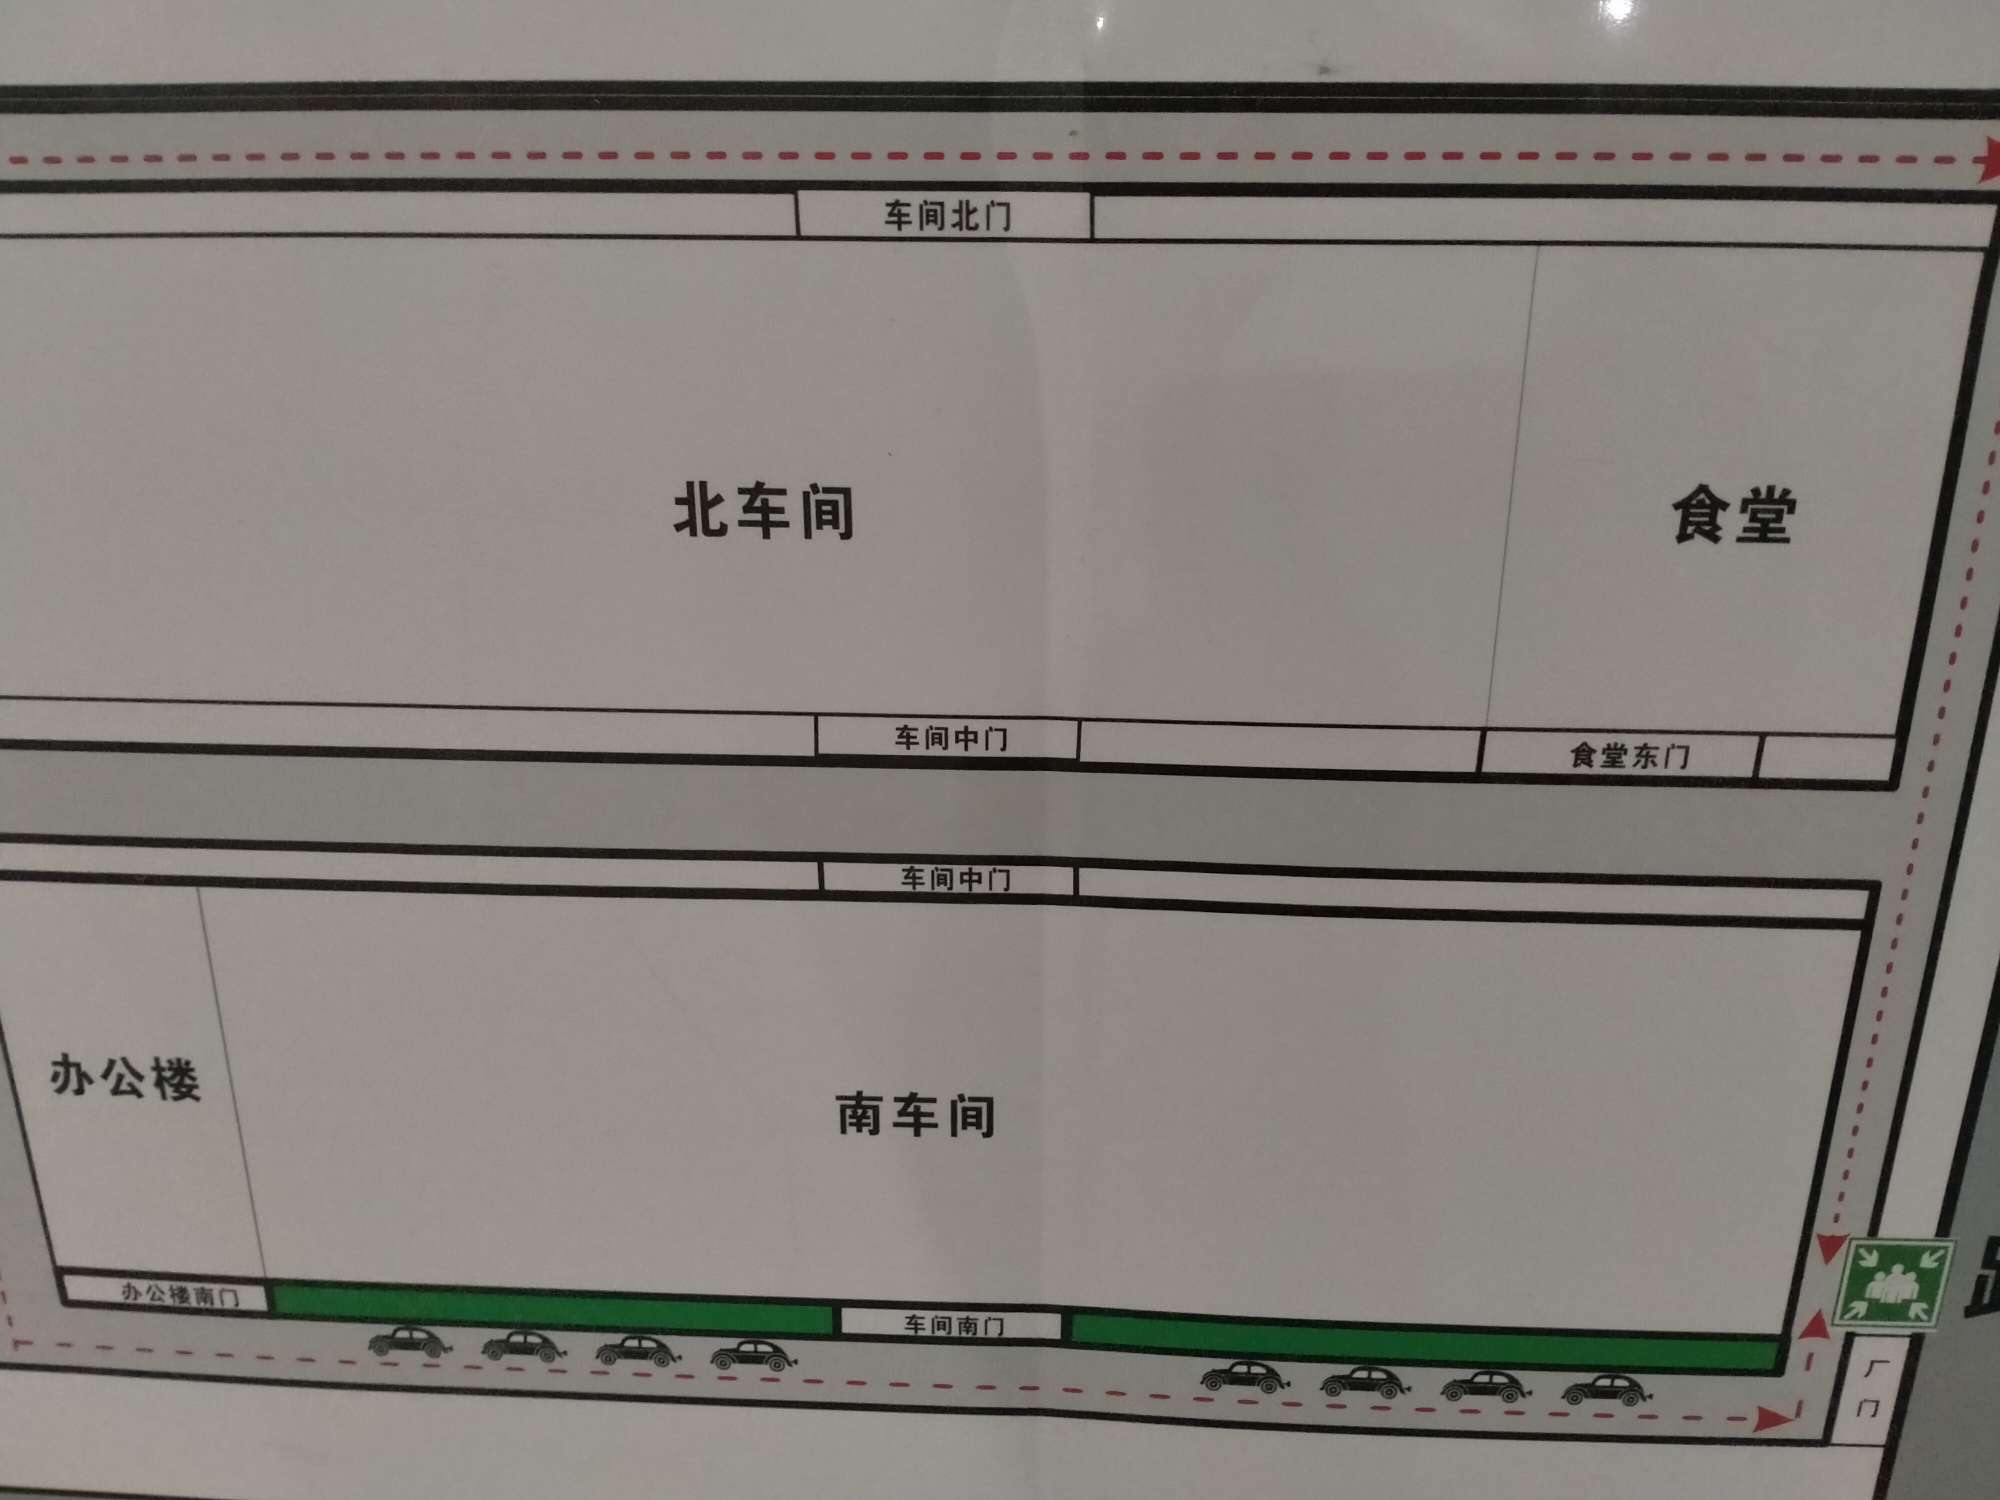 车间北门
北车间
食堂
车间中门
食堂东门
车间中门
办公楼
南车间
办公楼南门
车间南门
厂门